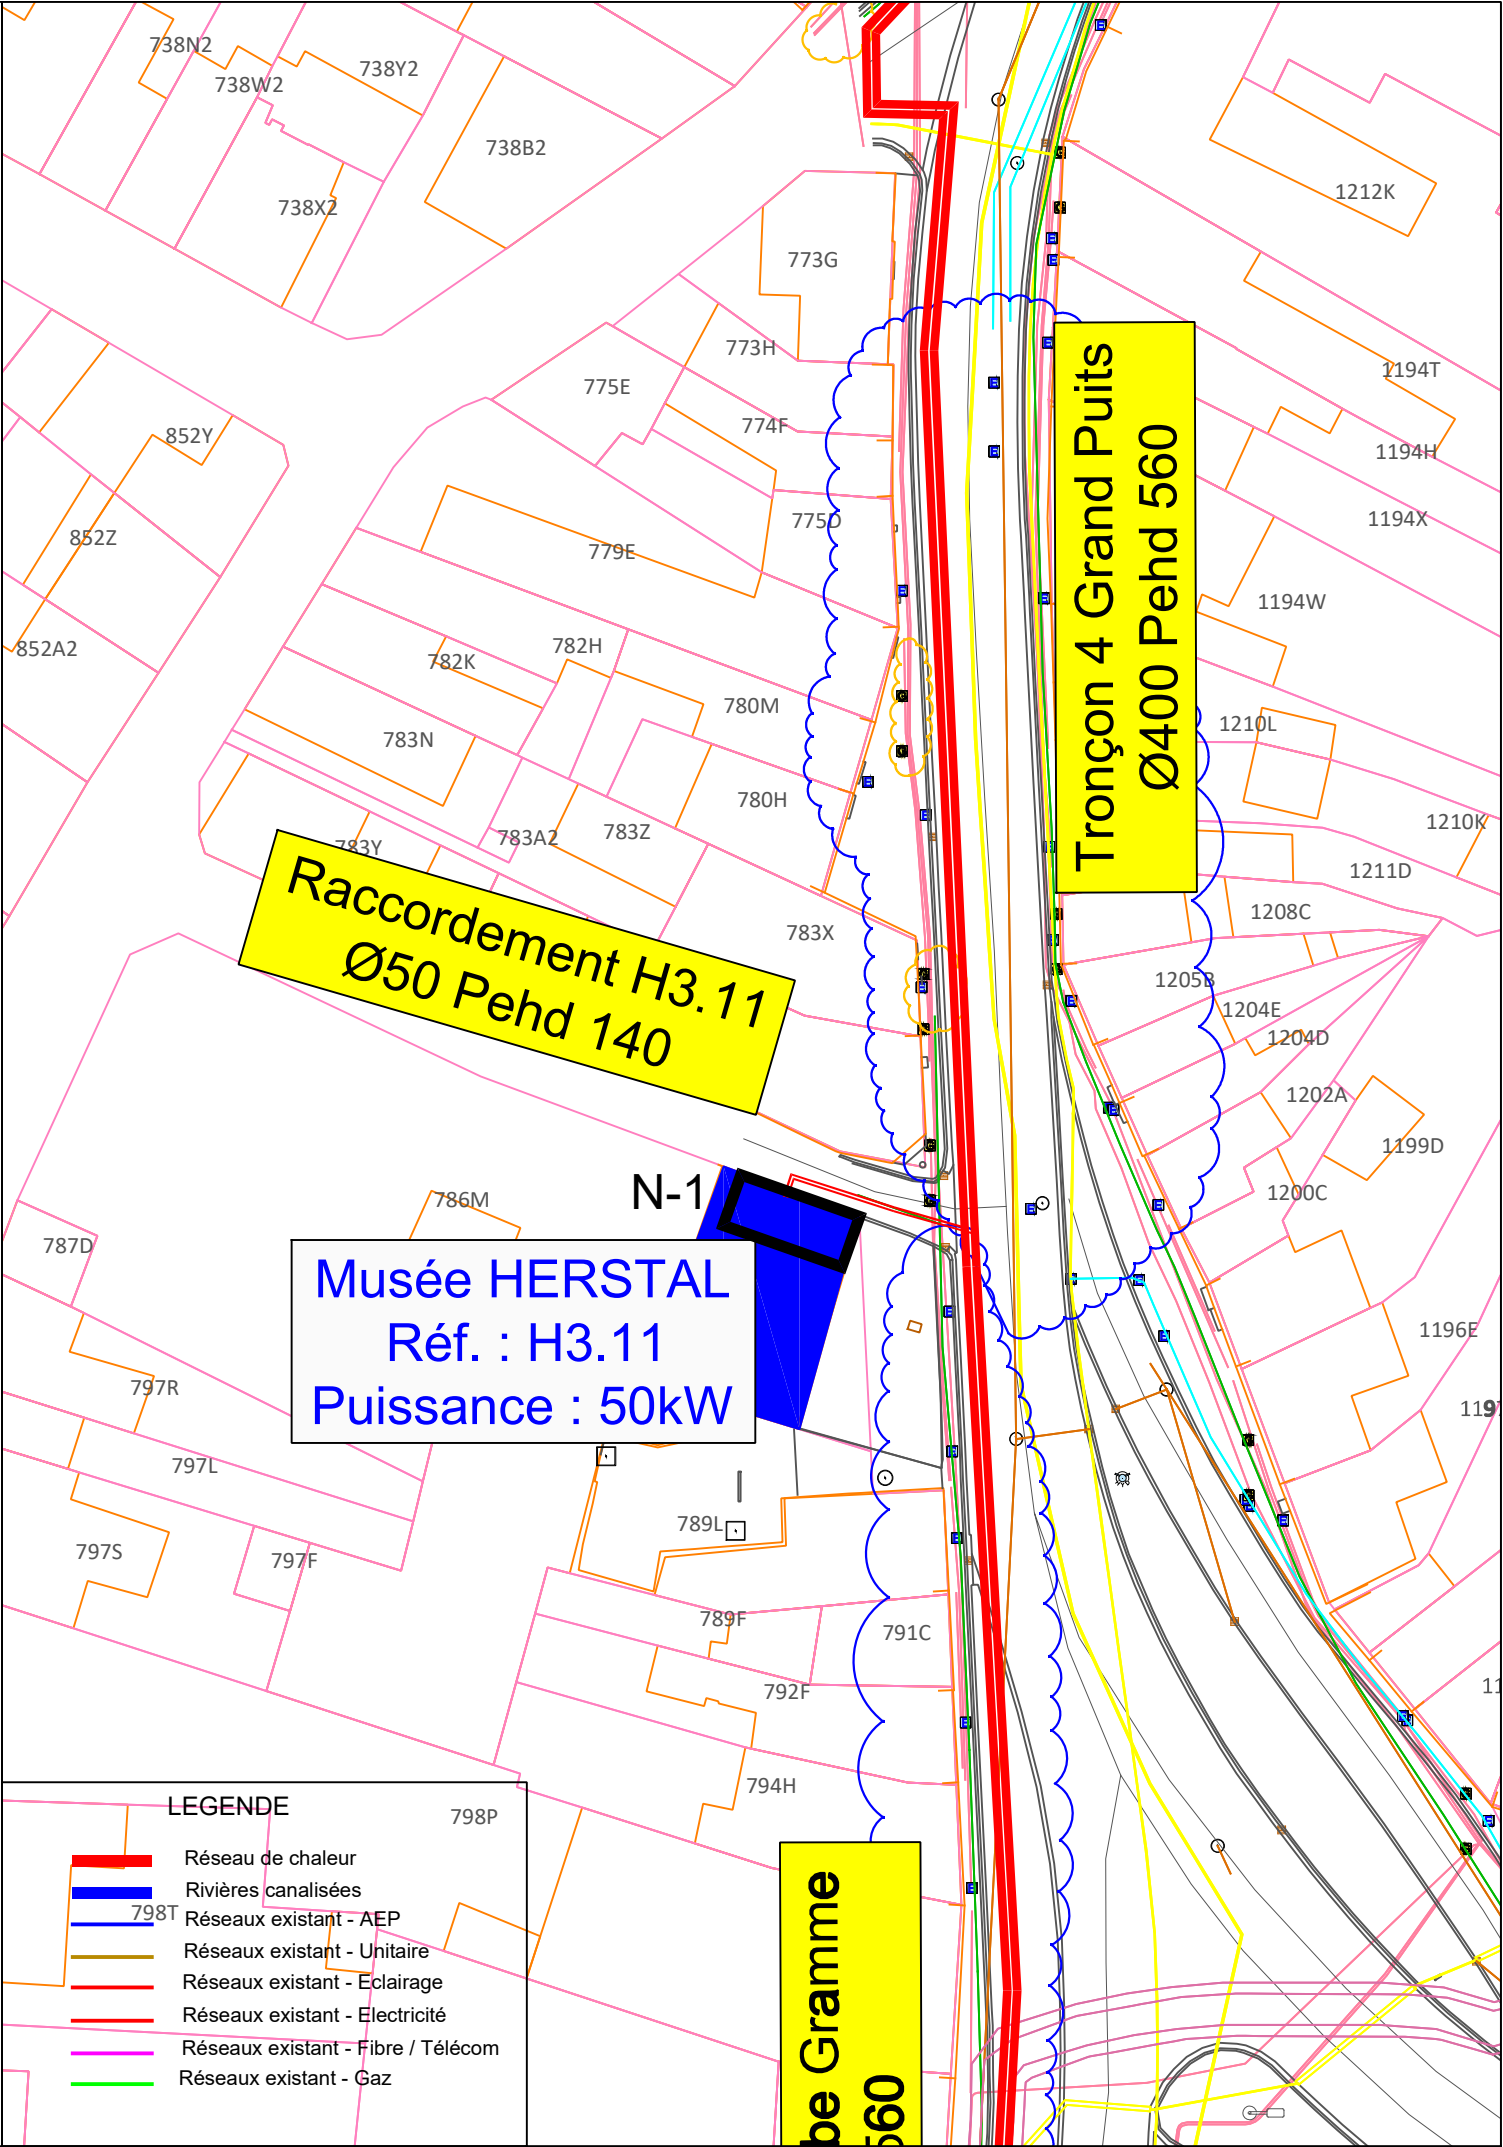 738N2
738W2
738Y2
738B2
738X2
1212K
773G
773H
775E
774F
1194T
1194H
852Y
775D
1194X
852Z
779E
1194W
852A2
782K
782H
780M
1210L
783N
780H
1210K
783Y
783A2
783Z
1211D
1208C
783X
Tronçon 4 Grand Puits
Ø400 Pehd 560
Raccordement H3.11
Ø50 Pehd 140
1205B
1204E
1204D
1202A
1199D
1200C
N-1
786M
787D
Musée HERSTAL
Réf. : H3.11
Puissance : 50kW
1196E
797R
797L
789L
797S
797F
789F
791C
792F
794H
798P
798T
LEGENDE
Réseau de chaleur
Rivières canalisées
Réseaux existant - AEP
Réseaux existant - Unitaire
Réseaux existant - Eclairage
Réseaux existant - Electricité
Réseaux existant - Fibre / Télécom
Réseaux existant - Gaz
be Gramme
560